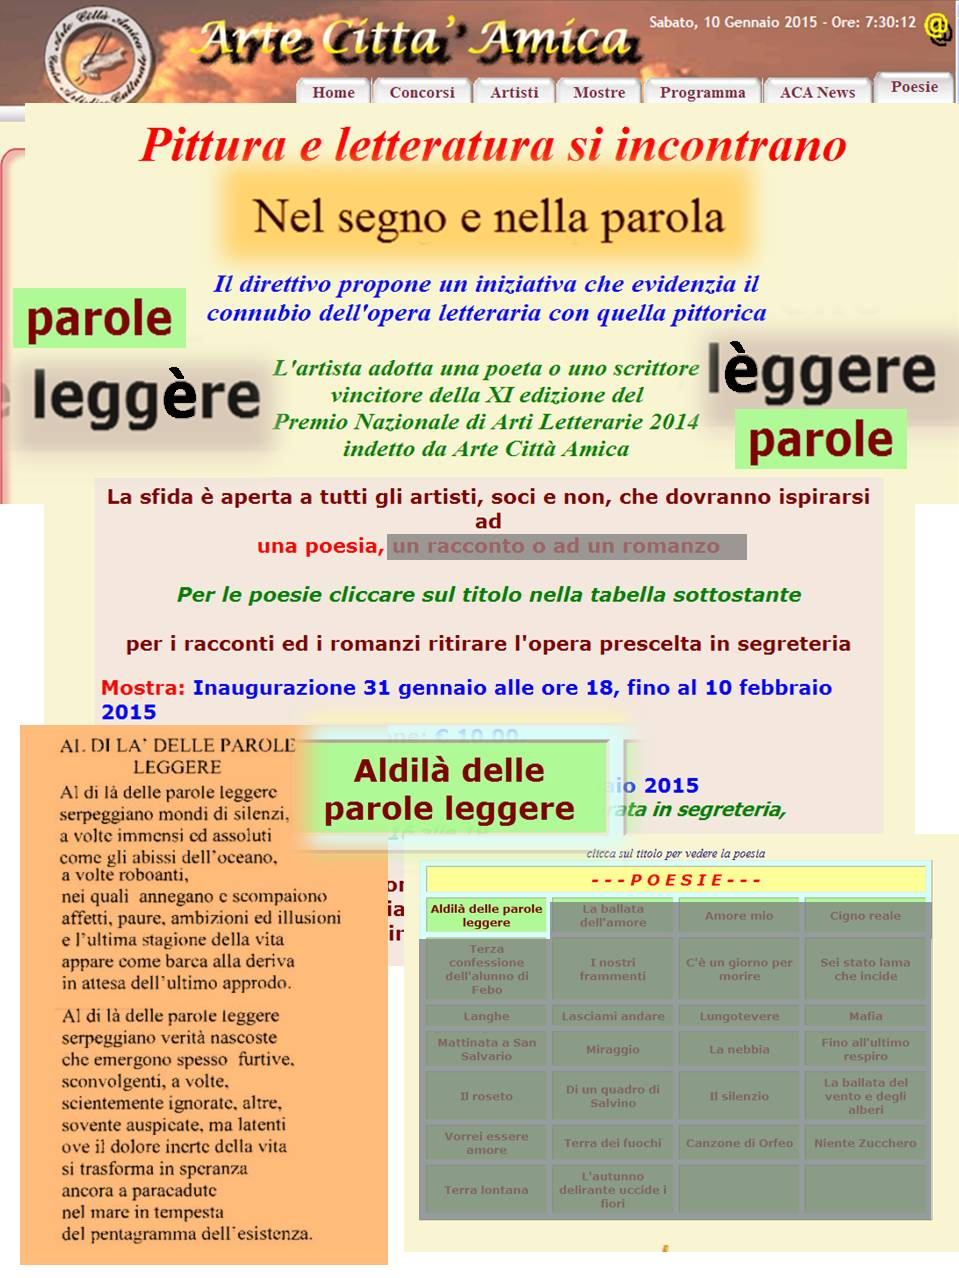 Arte Citta' Amica
Sabato, 10 Gennaio 2015 - Ore: 7:30:12
Home
Concorsi
Artisti
Mostre
Programma
ACA News
Poesie
Pittura e letteratura si incontrano
Nel segno e nella parola
Il direttivo propone un iniziativa che evidenzia il
connubio dell'opera letteraria con quella pittorica
parole
leggère
L'artista adotta una poeta o uno scrittore
vincitore della XI edizione del
Premio Nazionale di Arti Letterarie 2014
indetto da Arte Città Amica
lèggere
parole
La sfida è aperta a tutti gli artisti, soci e non, che dovranno ispirarsi
ad
una poesia, un racconto o ad un romanzo
Per le poesie cliccare sul titolo nella tabella sottostante
per i racconti ed i romanzi ritirare l'opera prescelta in segreteria
Mostra: Inaugurazione 31 gennaio alle ore 18, fino al 10 febbraio
2015
€ 10,00
2015
in segreteria,
Aldilà delle
parole leggere
AL DI LA' DELLE PAROLE
LEGGERE
Al di là delle parole leggere
serpeggiano mondi di silenzi,
a volte immensi ed assoluti
come gli abissi dell'oceano,
a volte roboanti,
nei quali annegano e scompaiono
affetti, paure, ambizioni ed illusioni
e l'ultima stagione della vita
appare come barca alla deriva
in attesa dell'ultimo approdo.
Al di là delle parole leggere
serpeggiano verità nascoste
che emergono spesso furtive,
sconvolgenti, a volte,
scientemente ignorate, altre,
sovente auspicate, ma latenti
ove il dolore inerte della vita
si trasforma in speranza
ancora a paracadute
nel mare in tempesta
del pentagramma dell'esistenza.
clicca sul titolo per vedere la poesia
- - - P O E S I E - - -
Aldilà delle parole
leggere
La ballata
dell'amore
Amore mio
Cigno reale
Terza
confessione
dell'alunno di
Febo
I nostri
frammenti
C'è un giorno per
morire
Sei stato lama
che incide
Langhe
Lasciami andare
Lungotevere
Mafia
Mattinata a San
Salvario
Miraggio
La nebbia
Fino all'ultimo
respiro
Il roseto
Di un quadro di
Salvino
Il silenzio
La ballata del
vento e degli
alberi
Vorrei essere
amore
Terra dei fuochi
Canzone di Orfeo
Niente Zucchero
Terra lontana
L'autunno
delirante uccide i
fiori